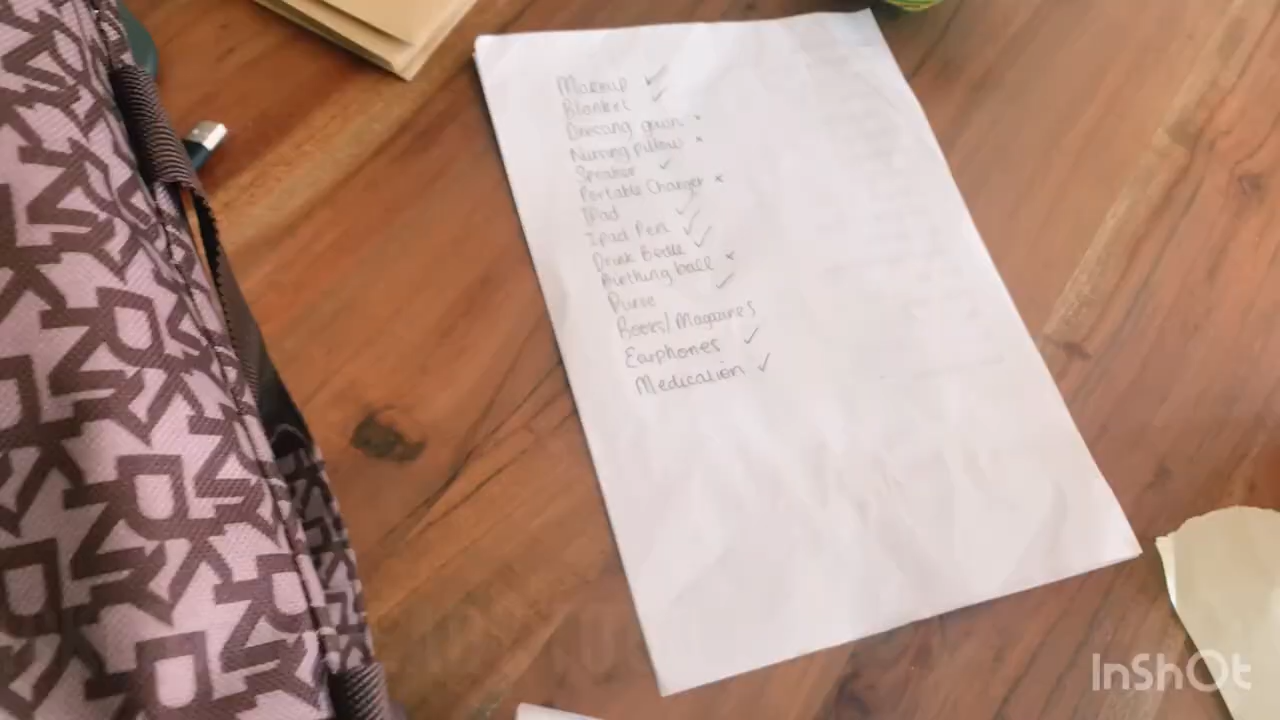 Makeup ✓
Blanket ✓
Dressing gown ×
Nursing pillow ×
Speaker ✓
Portable Charger ×
IPad ✓
Ipad Pen ✓
Drink Bottle ✓
Birthing ball ×
Purse ✓
Books/Magazines
Earphones ✓
Medication ✓
DKNY
InShOt